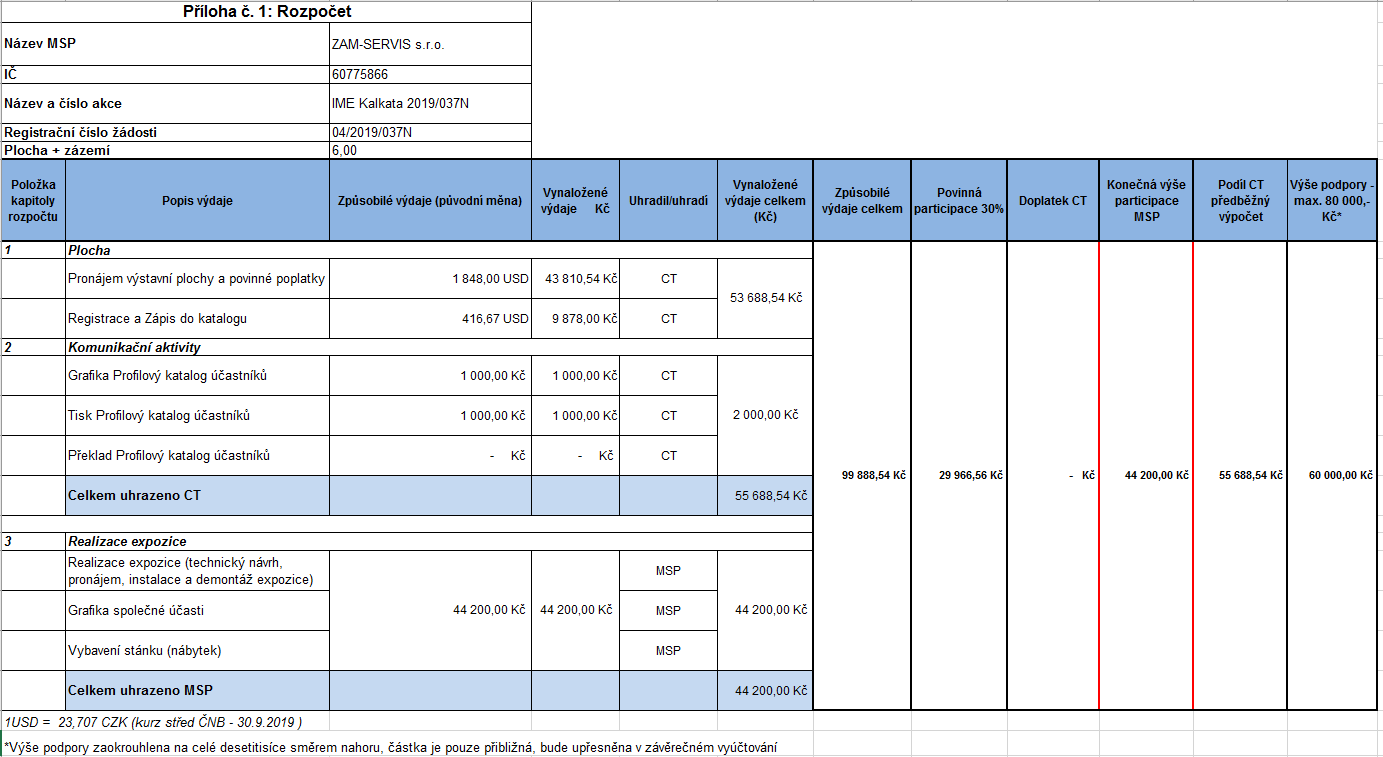 Příloha č. 1: Rozpočet
Název MSP ZAM-SERVIS s.r.o.
IČ 60775866
Název a číslo akce IME Kalkata 2019/037N
Registrační číslo žádosti 04/2019/037N
Plocha + zázemí 6,00
Položka kapitoly rozpočtu Popis výdaje Způsobilé výdaje (původní měna) Vynaložené výdaje Kč Uhradil/uhradí Vynaložené výdaje celkem (Kč) Způsobilé výdaje celkem Povinná participace 30% Doplatek CT Konečná výše participace MSP Podíl CT předběžný výpočet Výše podpory - max. 80 000,- Kč*
1 Plocha
Pronájem výstavní plochy a povinné poplatky 1 848,00 USD 43 810,54 Kč CT
53 688,54 Kč
Registrace a Zápis do katalogu 416,67 USD 9 878,00 Kč CT
2 Komunikační aktivity
Grafika Profilový katalog účastníků 1 000,00 Kč 1 000,00 Kč CT
Tisk Profilový katalog účastníků 1 000,00 Kč 1 000,00 Kč CT 2 000,00 Kč
Překlad Profilový katalog účastníků - Kč - Kč CT
99 888,54 Kč 29 966,56 Kč - Kč 44 200,00 Kč 55 688,54 Kč 60 000,00 Kč
Celkem uhrazeno CT 55 688,54 Kč
3 Realizace expozice
Realizace expozice (technický návrh,
pronájem, instalace a demontáž expozice) MSP
Grafika společné účasti 44 200,00 Kč 44 200,00 Kč MSP 44 200,00 Kč
Vybavení stánku (nábytek) MSP
Celkem uhrazeno MSP 44 200,00 Kč
1USD = 23,707 CZK (kurz střed ČNB - 30.9.2019 )
*Výše podpory zaokrouhlena na celé desetitisíce směrem nahoru, částka je pouze přibližná, bude upřesněna v závěrečném vyúčtování